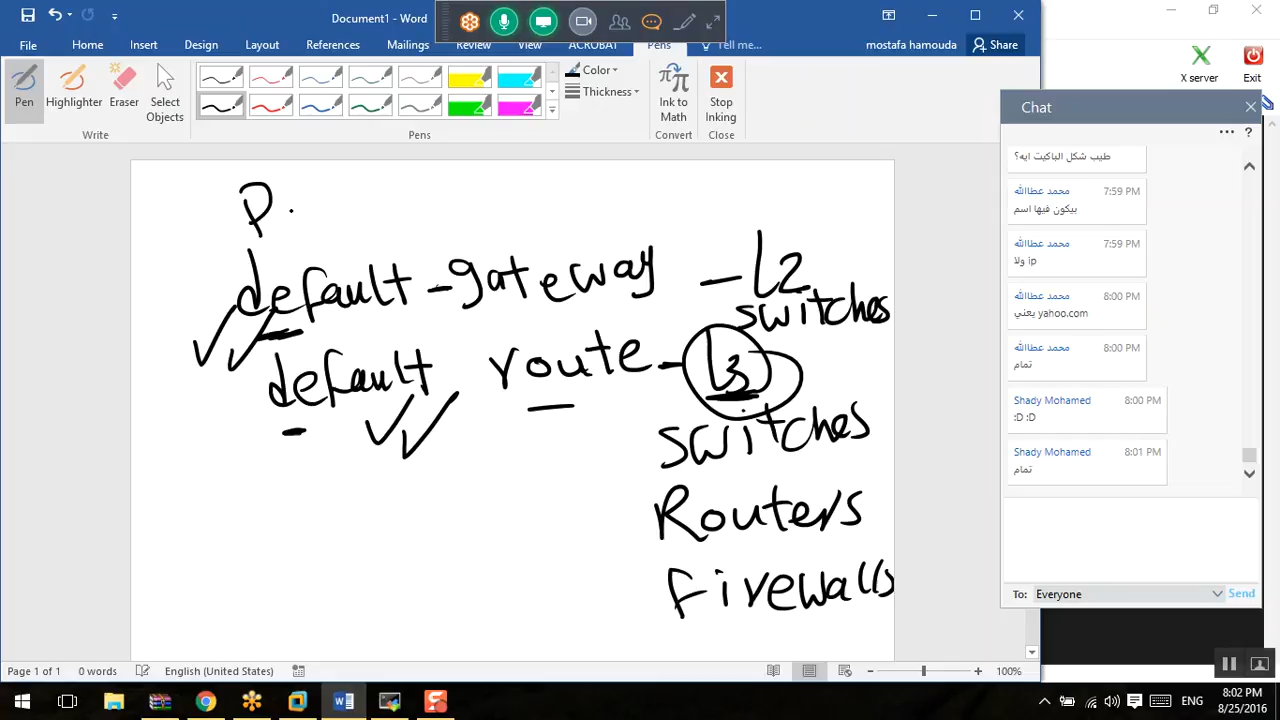 Document1 - Word
mostafa hamouda
Share
File
Home
Insert
Design
Layout
References
Mailings
Review
View
ACROBAT
Pens
Tell me...
Pen
Highlighter
Eraser
Select Objects
Write
Pens
Color
Thickness
Ink to Math
Convert
Stop Inking
Close
X server
Exit
P.
default-gateway - L2
switches
default route - L3
switches
Routers
Firewalls
Chat
طيب شكل الباكيت ايه؟
محمد عطاالله 7:59 PM
بيكون فيها اسم
محمد عطاالله 7:59 PM
ولا ip
محمد عطاالله 8:00 PM
يعني yahoo.com
محمد عطاالله 8:00 PM
تمام
Shady Mohamed 8:00 PM
:D :D
Shady Mohamed 8:01 PM
تمام
To: Everyone
Send
Page 1 of 1
0 words
English (United States)
100%
ENG
8:02 PM
8/25/2016